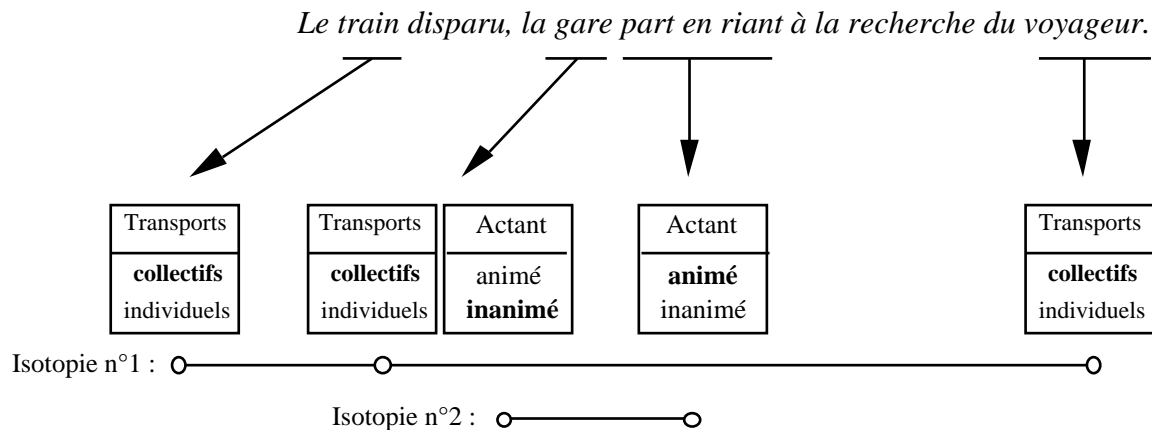 Le train disparu, la gare part en riant à la recherche du voyageur.
Transports Transports Actant Actant Transports
collectifs collectifs animé animé collectifs
individuels individuels inanimé inanimé individuels
Isotopie n°1 :
Isotopie n°2 :